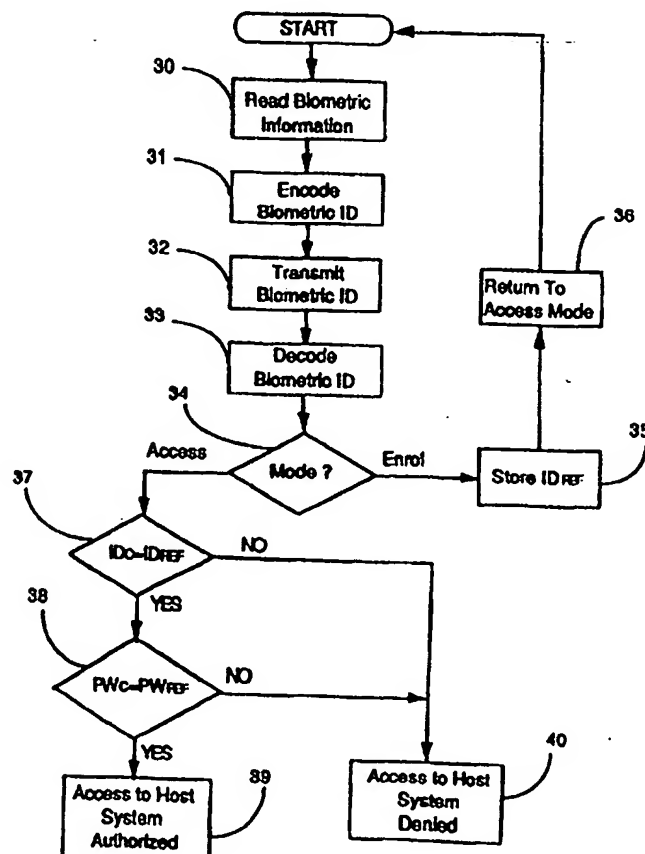 START
30
Read Biometric
Information
31
Encode
Biometric ID
32
Transmit
Biometric ID
33
Decode
Biometric ID
36
Return To
Access Mode
34
Access
Mode ?
Enrol
Store IDREF
35
37
IDC=IDREF
NO
YES
38
PWC=PWREF
NO
YES
39
Access to Host
System
Authorized
40
Access to Host
System
Denied